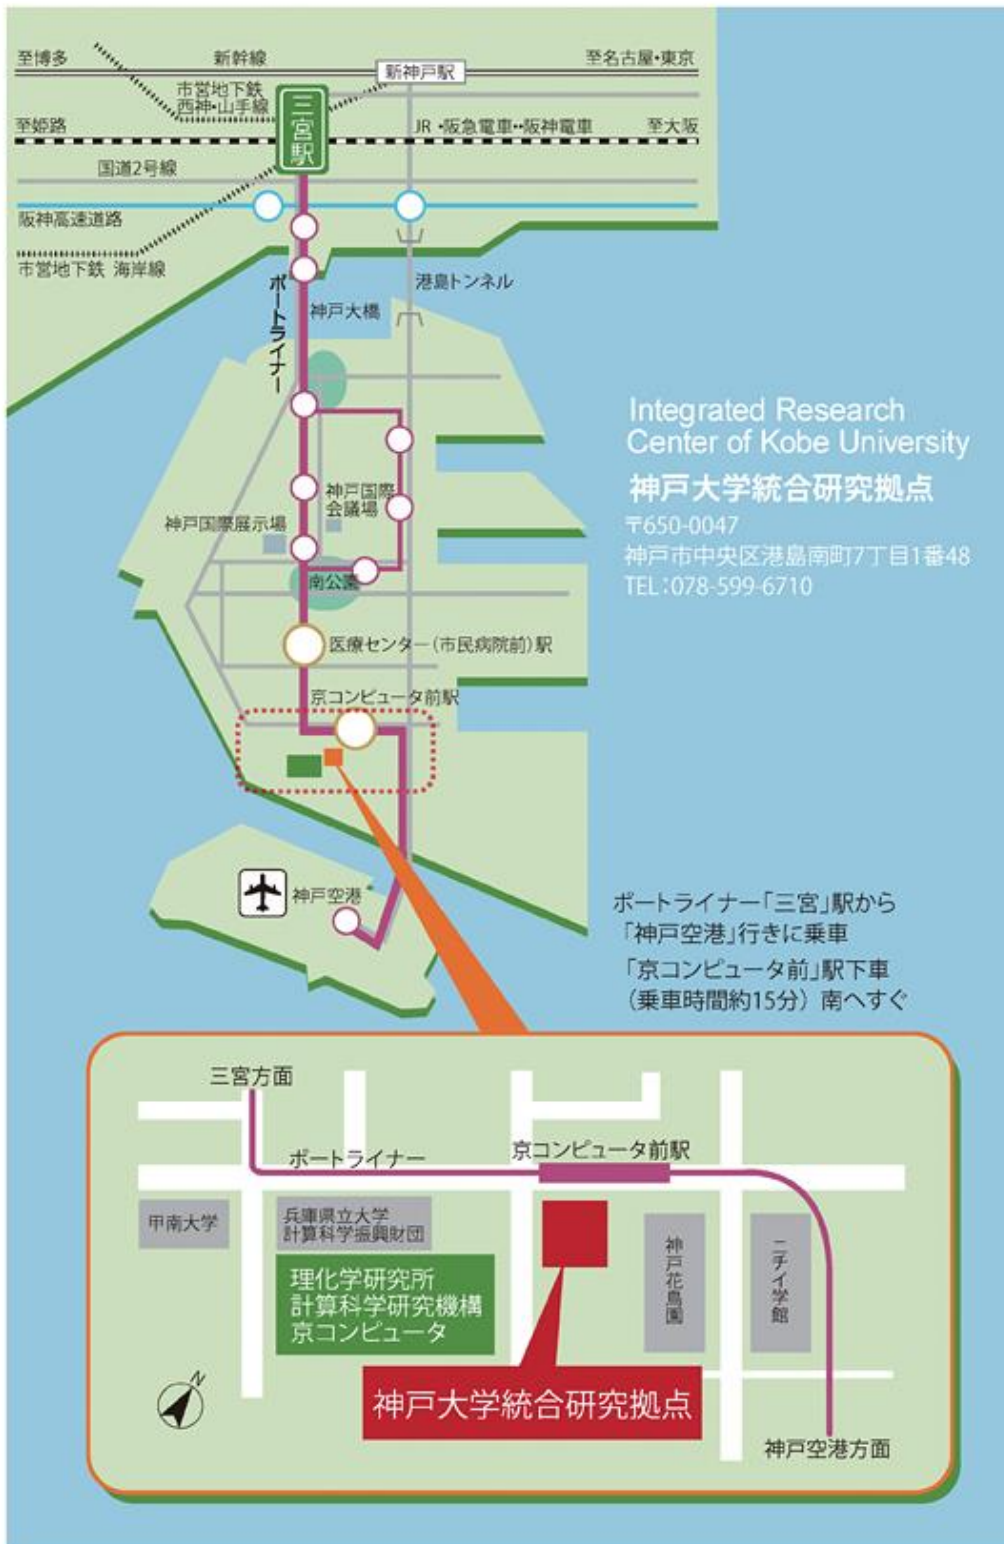 至博多
新幹線
至名古屋・東京
新神戸駅
市営地下鉄
西神・山手線
三宮駅
至姫路
JR・阪急電車・阪神電車
至大阪
国道2号線
阪神高速道路
市営地下鉄 海岸線
ポートライナー
神戸大橋
港島トンネル
Integrated Research
Center of Kobe University
神戸大学統合研究拠点
〒650-0047
神戸市中央区港島南町7丁目1番48
TEL:078-599-6710
神戸国際
会議場
神戸国際展示場
南公園
医療センター(市民病院前)駅
京コンピュータ前駅
神戸空港
ポートライナー「三宮」駅から
「神戸空港」行きに乗車
「京コンピュータ前」駅下車
(乗車時間約15分) 南へすぐ
三宮方面
ポートライナー
京コンピュータ前駅
甲南大学
兵庫県立大学
計算科学振興財団
理化学研究所
計算科学研究機構
京コンピュータ
神戸花鳥園
ニチイ学館
神戸大学統合研究拠点
N
神戸空港方面